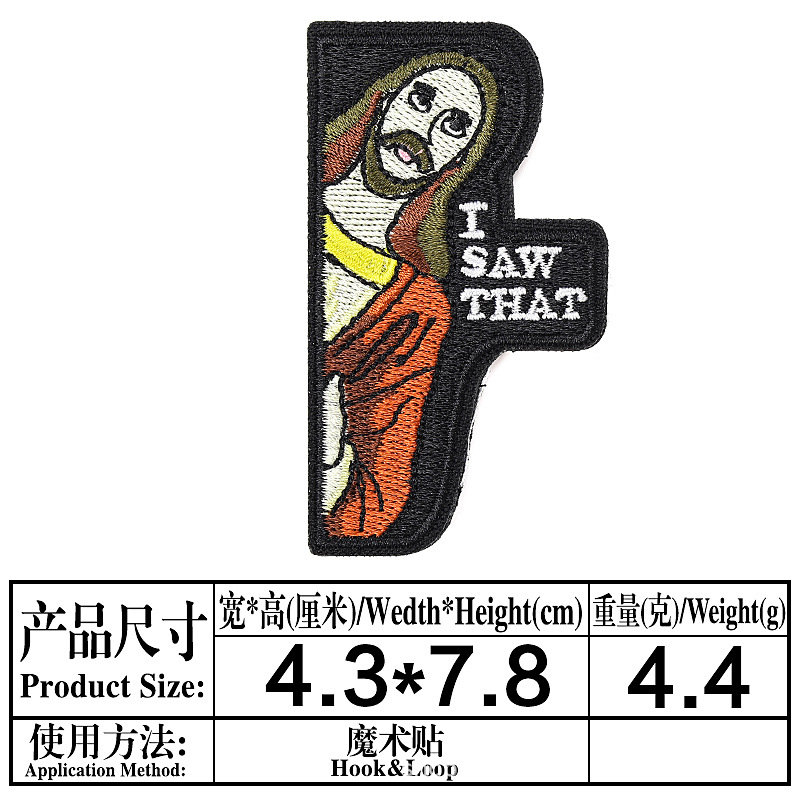 I
SAW
THAT
产品尺寸
Product Size:
宽*高(厘米)/Wedth*Height(cm)
4.3*7.8
重量(克)/Weight(g)
4.4
使用方法:
Application Method:
魔术贴
Hook&Loop